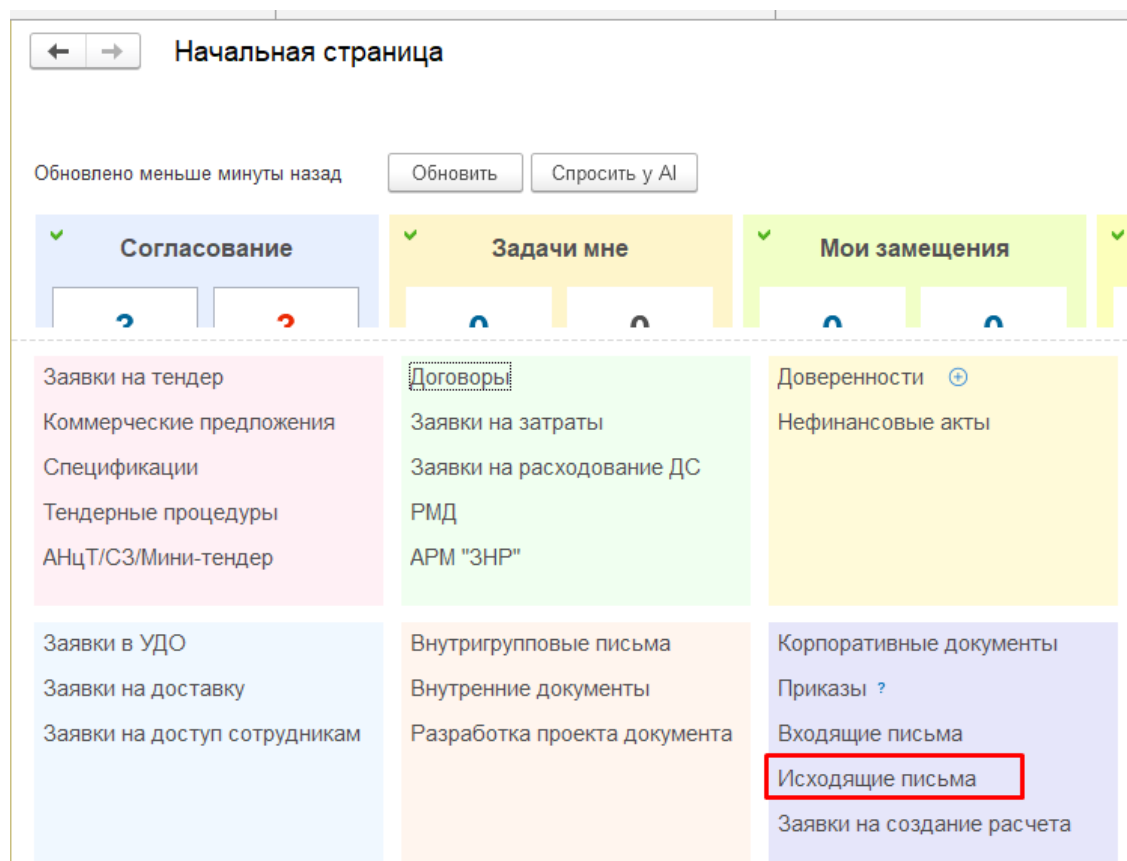 Начальная страница
Обновлено меньше минуты назад Обновить Спросить у AI
Согласование Задачи мне Мои замещения
Заявки на тендер Договоры Доверенности
Коммерческие предложения Заявки на затраты Нефинансовые акты
Спецификации Заявки на расходование ДС
Тендерные процедуры РМД
АНцТ/СЗ/Мини-тендер АРМ "ЗНР"
Заявки в УДО Внутригрупповые письма Корпоративные документы
Заявки на доставку Внутренние документы Приказы ?
Заявки на доступ сотрудникам Разработка проекта документа Входящие письма
Исходящие письма
Заявки на создание расчета